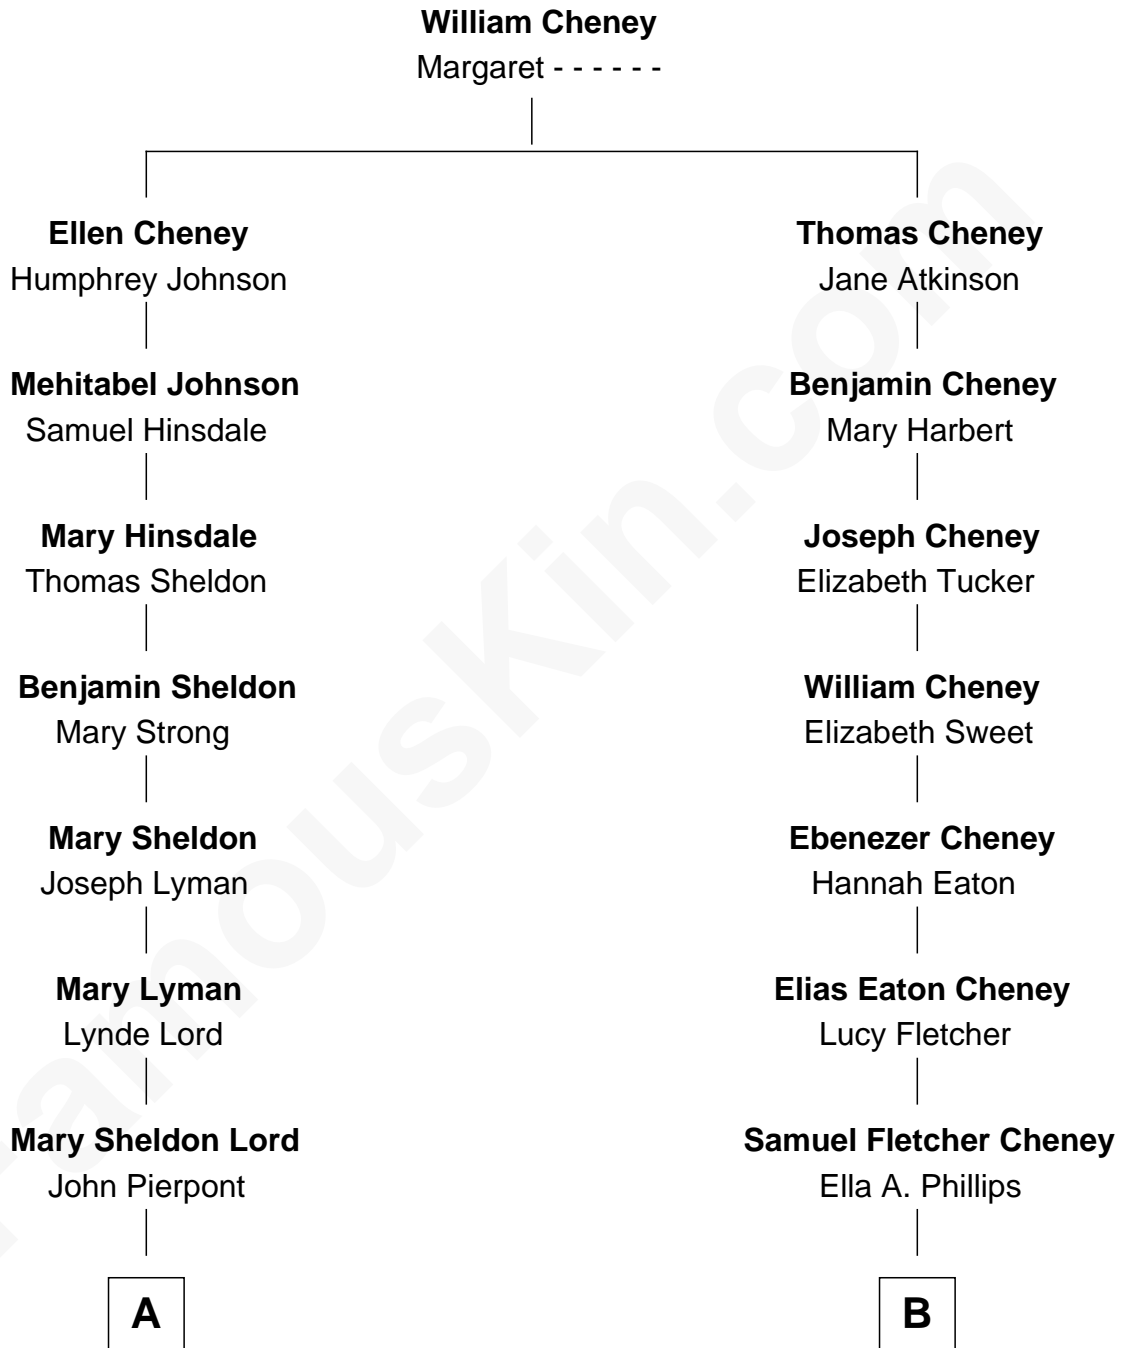 William Cheney
Margaret - - - - - -
Ellen Cheney
Humphrey Johnson
Thomas Cheney
Jane Atkinson
Mehitabel Johnson
Samuel Hinsdale
Benjamin Cheney
Mary Harbert
Mary Hinsdale
Thomas Sheldon
Joseph Cheney
Elizabeth Tucker
Benjamin Sheldon
Mary Strong
William Cheney
Elizabeth Sweet
Mary Sheldon
Joseph Lyman
Ebenezer Cheney
Hannah Eaton
Mary Lyman
Lynde Lord
Elias Eaton Cheney
Lucy Fletcher
Mary Sheldon Lord
John Pierpont
Samuel Fletcher Cheney
Ella A. Phillips
A
B
FamousKin.com